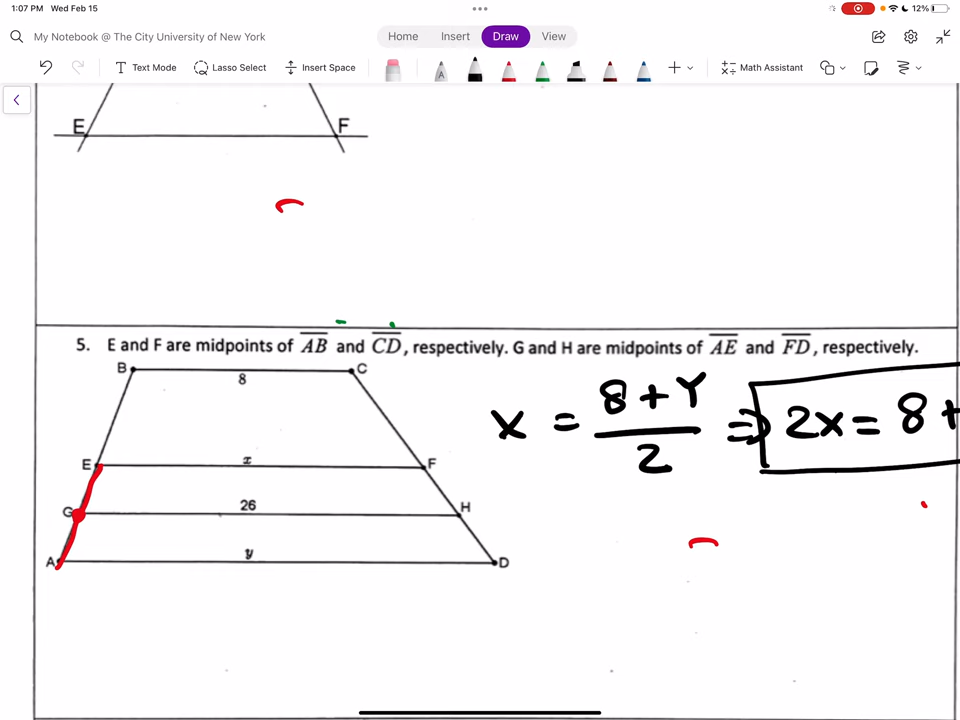 1:07 PM Wed Feb 15
12%
My Notebook @ The City University of New York
Home Insert Draw View
Text Mode Lasso Select Insert Space A Math Assistant
E F
5. E and F are midpoints of AB and CD, respectively. G and H are midpoints of AE and FD, respectively.
B C
8
x = (8 + Y)/2 ⇒ 2x = 8 +
E x F
G 26 H
A y D